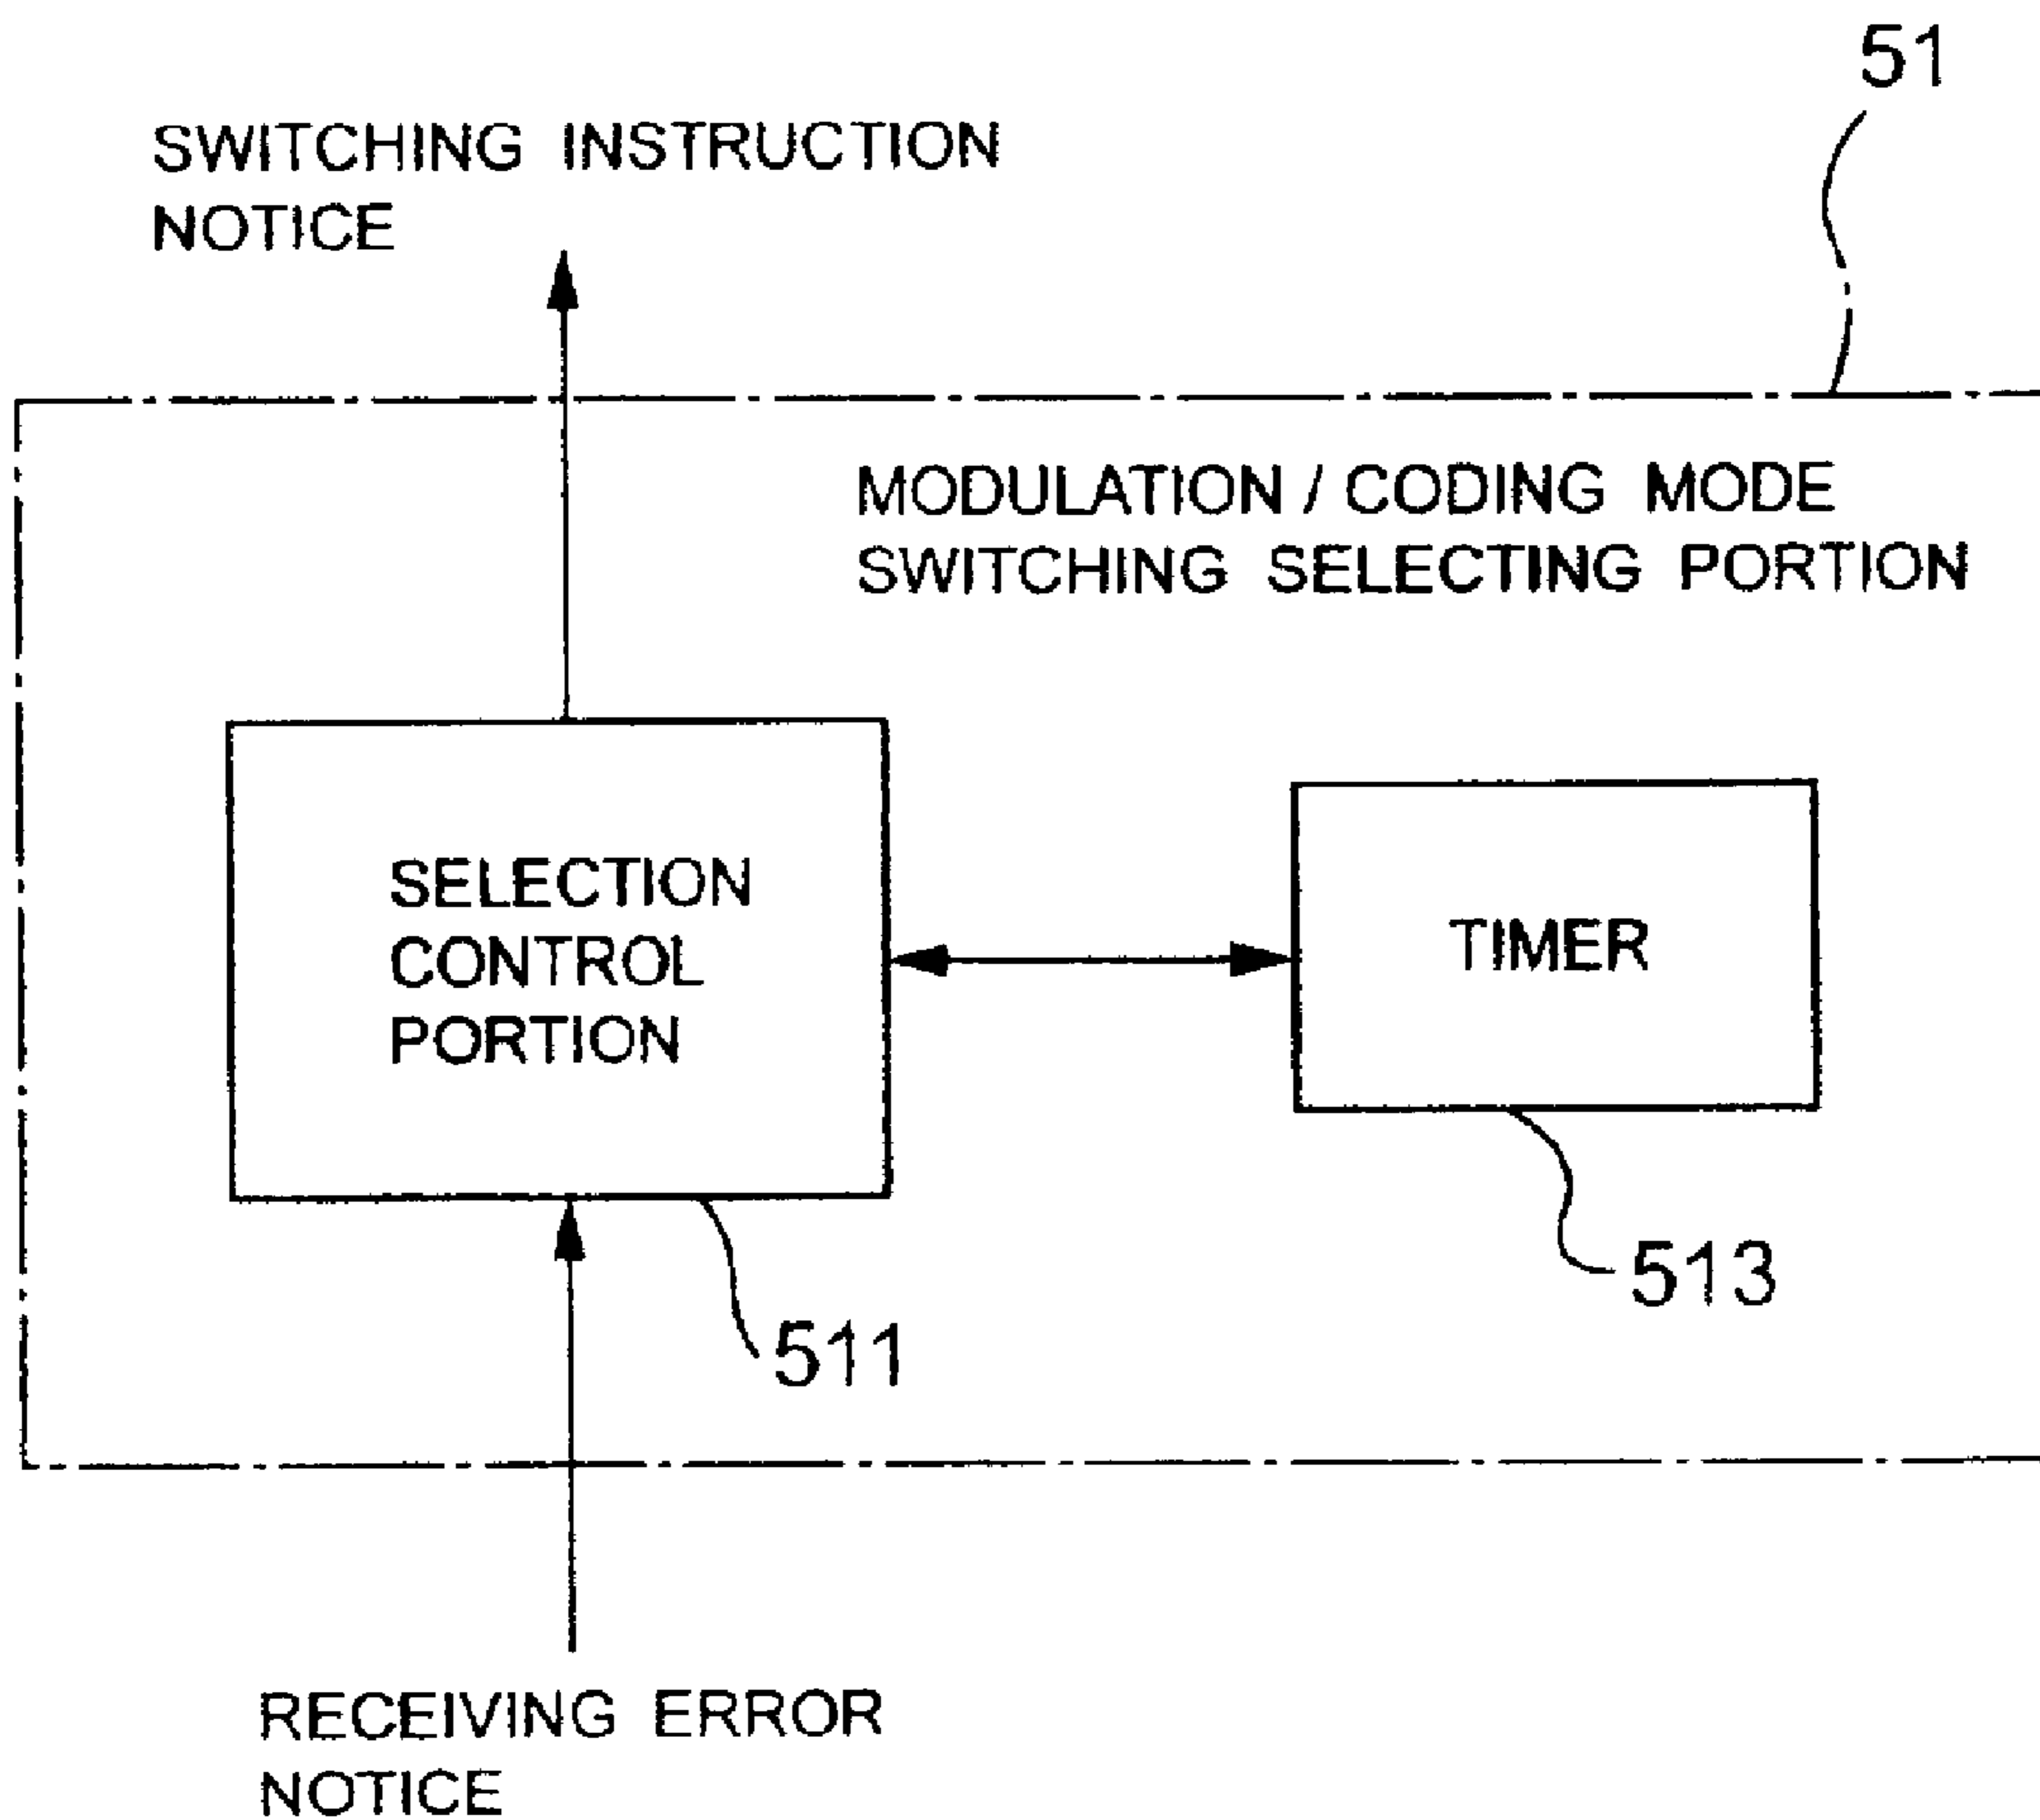 51
SWITCHING INSTRUCTION
NOTICE
MODULATION / CODING MODE
SWITCHING SELECTING PORTION
SELECTION
CONTROL
PORTION
TIMER
513
511
RECEIVING ERROR
NOTICE